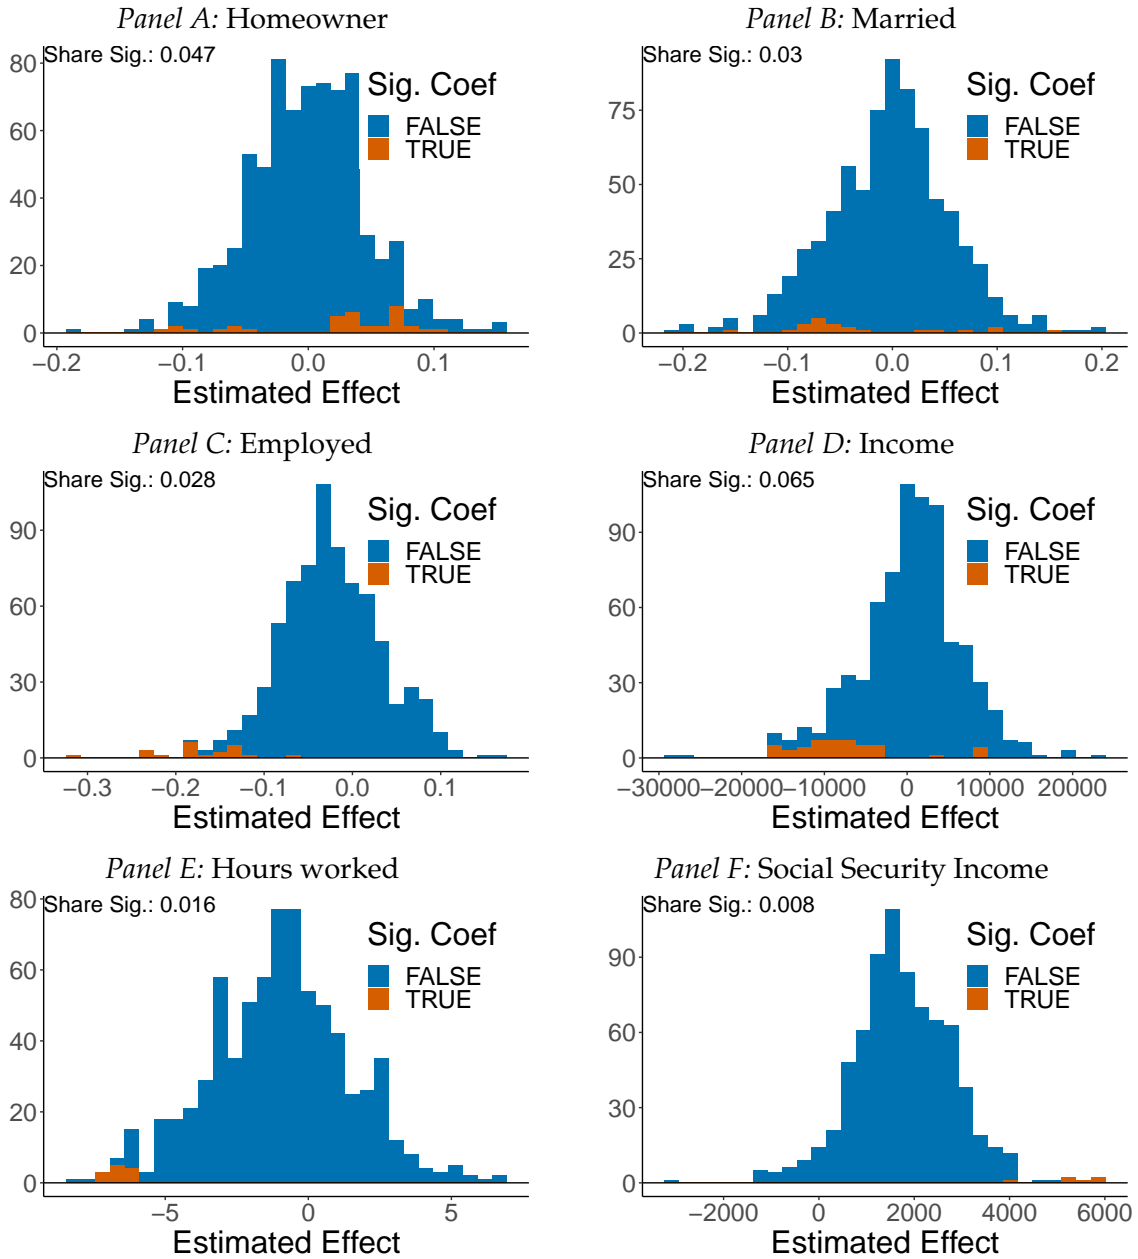 Panel A: Homeowner
Share Sig.: 0.047
Sig. Coef
FALSE
TRUE
80
60
40
20
0
−0.2 −0.1 0.0 0.1
Estimated Effect
Panel B: Married
Share Sig.: 0.03
Sig. Coef
FALSE
TRUE
75
50
25
0
−0.2 −0.1 0.0 0.1 0.2
Estimated Effect
Panel C: Employed
Share Sig.: 0.028
Sig. Coef
FALSE
TRUE
90
60
30
0
−0.3 −0.2 −0.1 0.0 0.1
Estimated Effect
Panel D: Income
Share Sig.: 0.065
Sig. Coef
FALSE
TRUE
90
60
30
0
−30000 −20000 −10000 0 10000 20000
Estimated Effect
Panel E: Hours worked
Share Sig.: 0.016
Sig. Coef
FALSE
TRUE
80
60
40
20
0
−5 0 5
Estimated Effect
Panel F: Social Security Income
Share Sig.: 0.008
Sig. Coef
FALSE
TRUE
90
60
30
0
−2000 0 2000 4000 6000
Estimated Effect